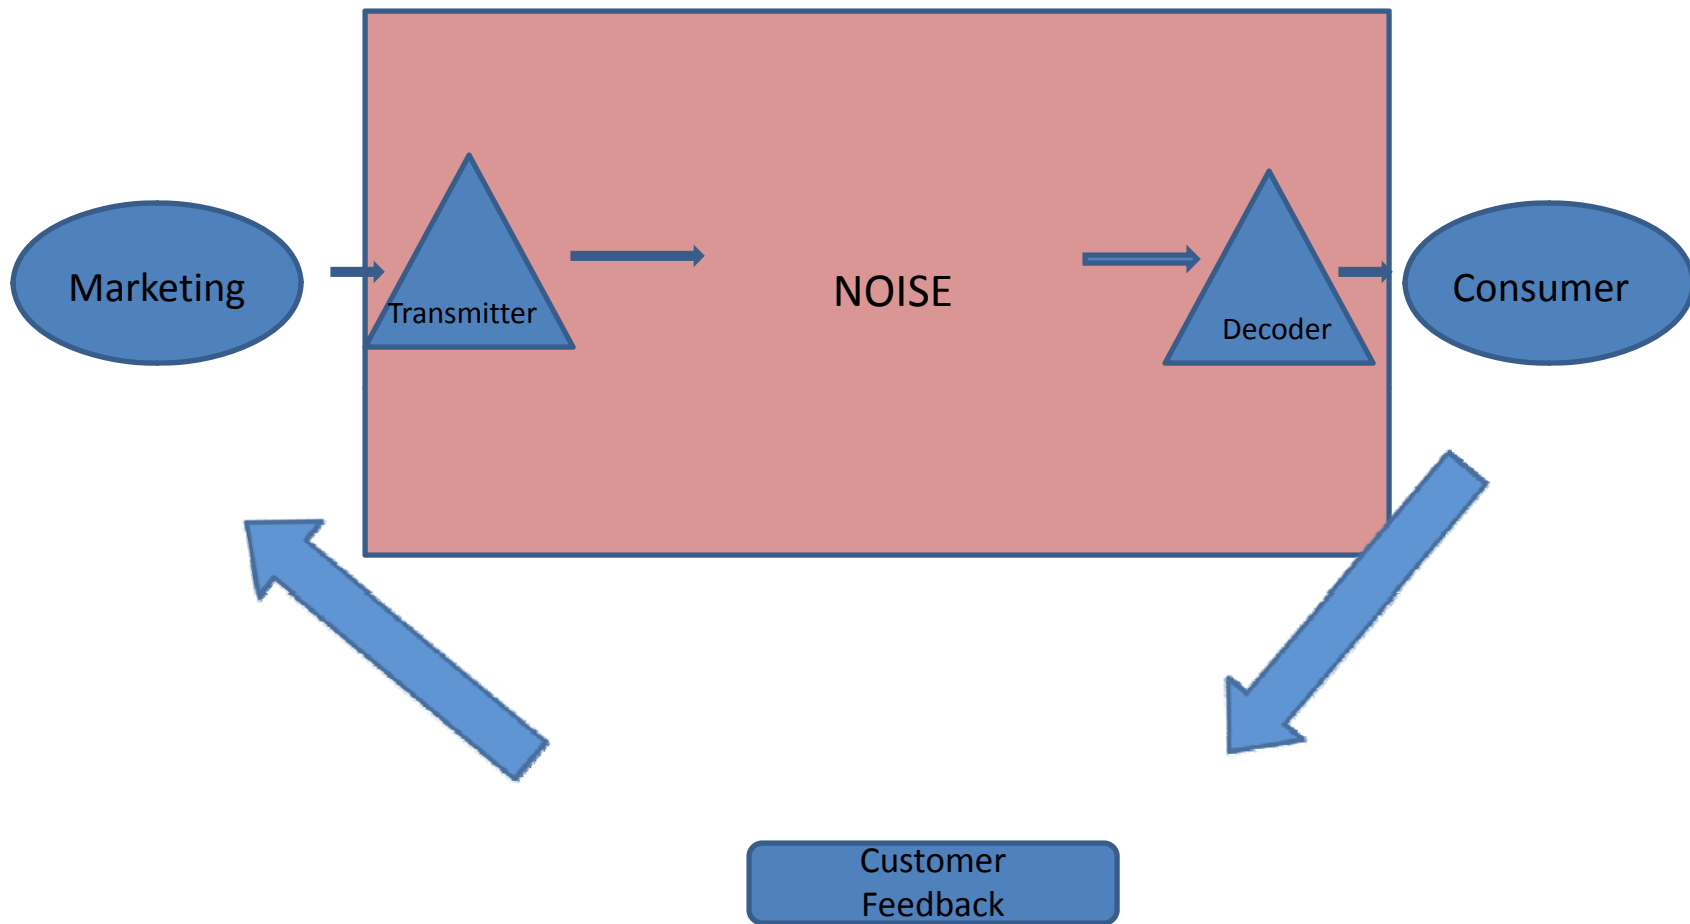 Marketing
Transmitter
NOISE
Decoder
Consumer
Customer
Feedback